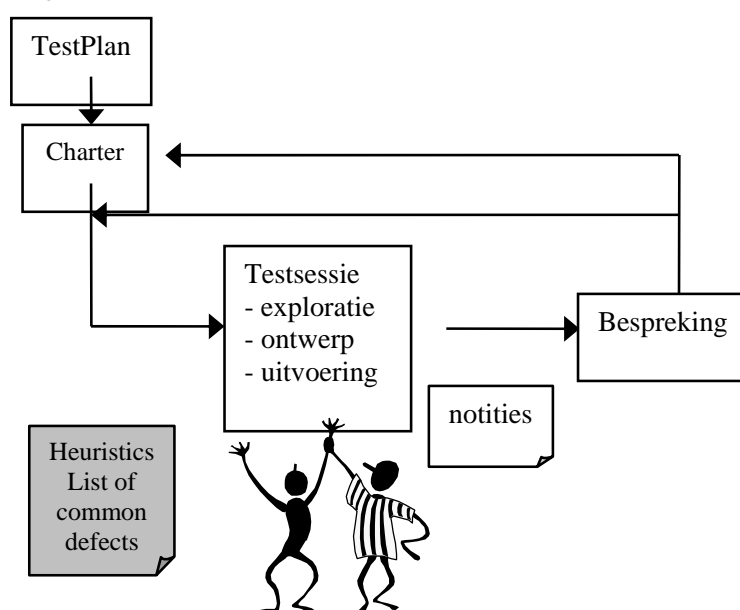 TestPlan
Charter
Testsessie
- exploratie
- ontwerp
- uitvoering
Bespreking
notities
Heuristics
List of
common
defects